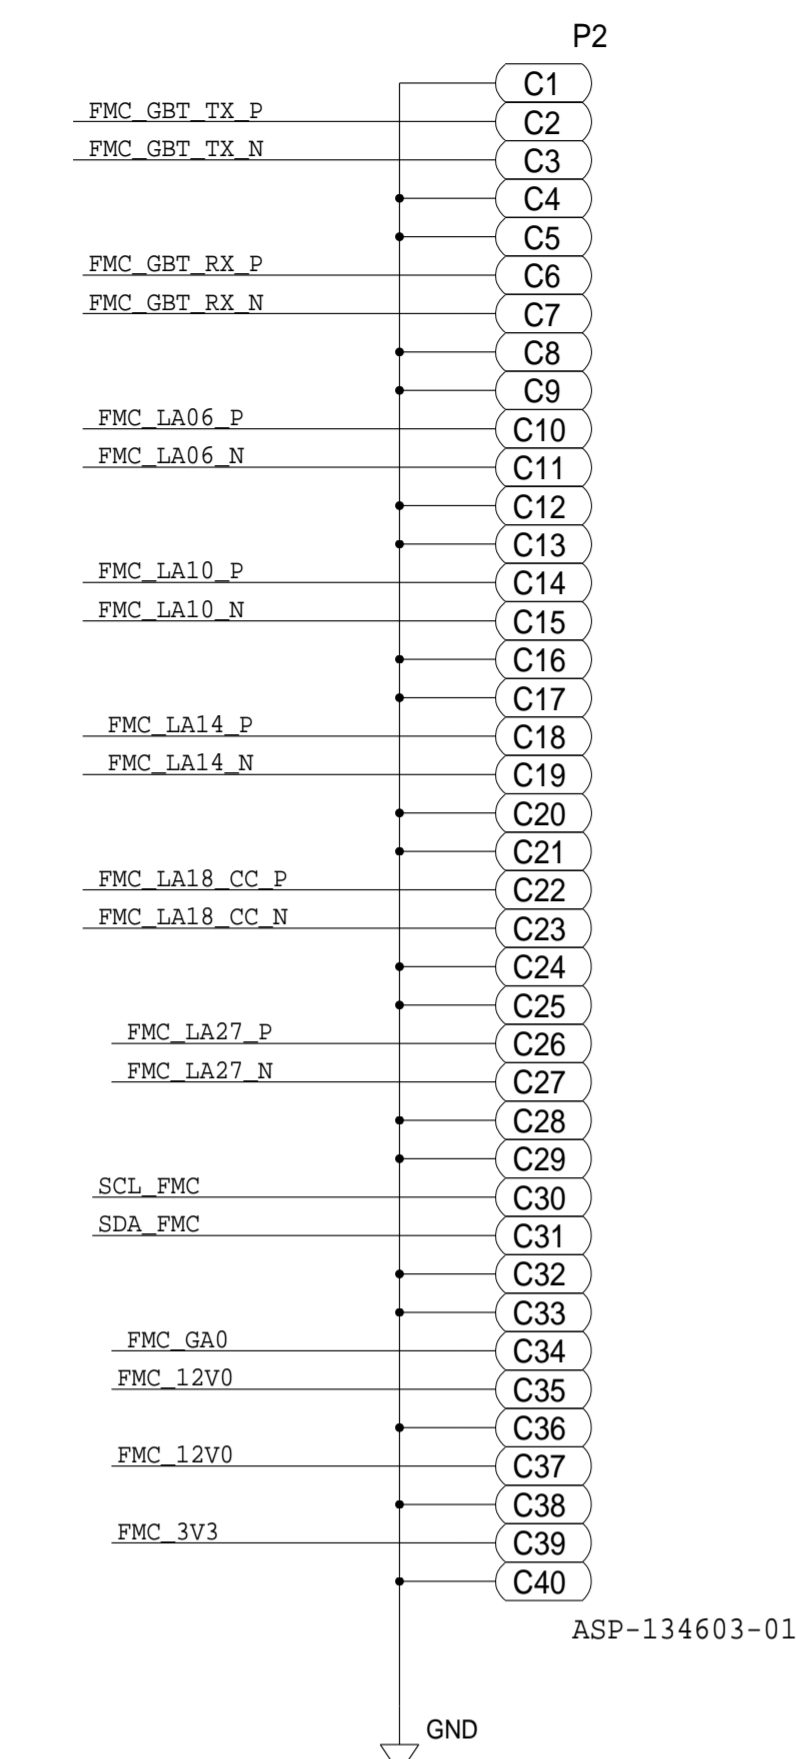 P2
C1
FMC_GBT_TX_P C2
FMC_GBT_TX_N C3
C4
C5
FMC_GBT_RX_P C6
FMC_GBT_RX_N C7
C8
C9
FMC_LA06_P C10
FMC_LA06_N C11
C12
C13
FMC_LA10_P C14
FMC_LA10_N C15
C16
C17
FMC_LA14_P C18
FMC_LA14_N C19
C20
C21
FMC_LA18_CC_P C22
FMC_LA18_CC_N C23
C24
C25
FMC_LA27_P C26
FMC_LA27_N C27
C28
C29
SCL_FMC C30
SDA_FMC C31
C32
C33
FMC_GA0 C34
FMC_12V0 C35
C36
FMC_12V0 C37
C38
FMC_3V3 C39
C40
ASP-134603-01
GND